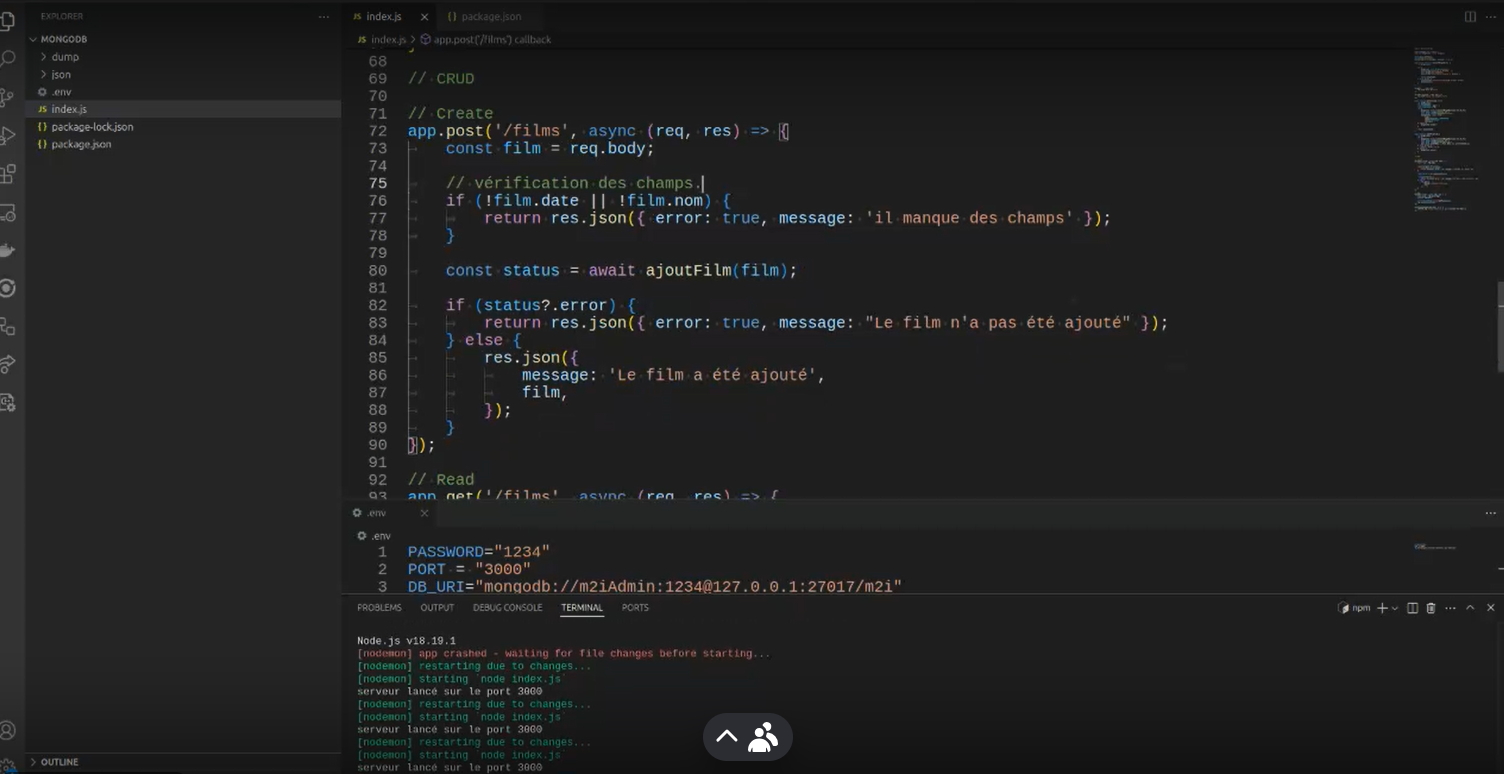 EXPLORER
MONGODB
dump
json
.env
JS index.js
{} package-lock.json
{} package.json
OUTLINE
JS index.js
{} package.json
JS index.js > app.post('/films') callback
68
69 // CRUD
70
71 // Create
72 app.post('/films', async (req, res) => {
73 const film = req.body;
74
75 // vérification des champs.
76 if (!film.date || !film.nom) {
77 return res.json({ error: true, message: 'il manque des champs' });
78 }
79
80 const status = await ajoutFilm(film);
81
82 if (status?.error) {
83 return res.json({ error: true, message: "Le film n'a pas été ajouté" });
84 } else {
85 res.json({
86 message: 'Le film a été ajouté',
87 film,
88 });
89 }
90 });
91
92 // Read
93 app.get('/films', async (req, res) => {
.env
.env
1 PASSWORD="1234"
2 PORT = "3000"
3 DB_URI="mongodb://m2iAdmin:1234@127.0.0.1:27017/m2i"
PROBLEMS OUTPUT DEBUG CONSOLE TERMINAL PORTS
npm
Node.js v18.19.1
[nodemon] app crashed - waiting for file changes before starting...
[nodemon] restarting due to changes...
[nodemon] starting `node index.js`
serveur lancé sur le port 3000
[nodemon] restarting due to changes...
[nodemon] starting `node index.js`
serveur lancé sur le port 3000
[nodemon] restarting due to changes...
[nodemon] starting `node index.js`
serveur lancé sur le port 3000